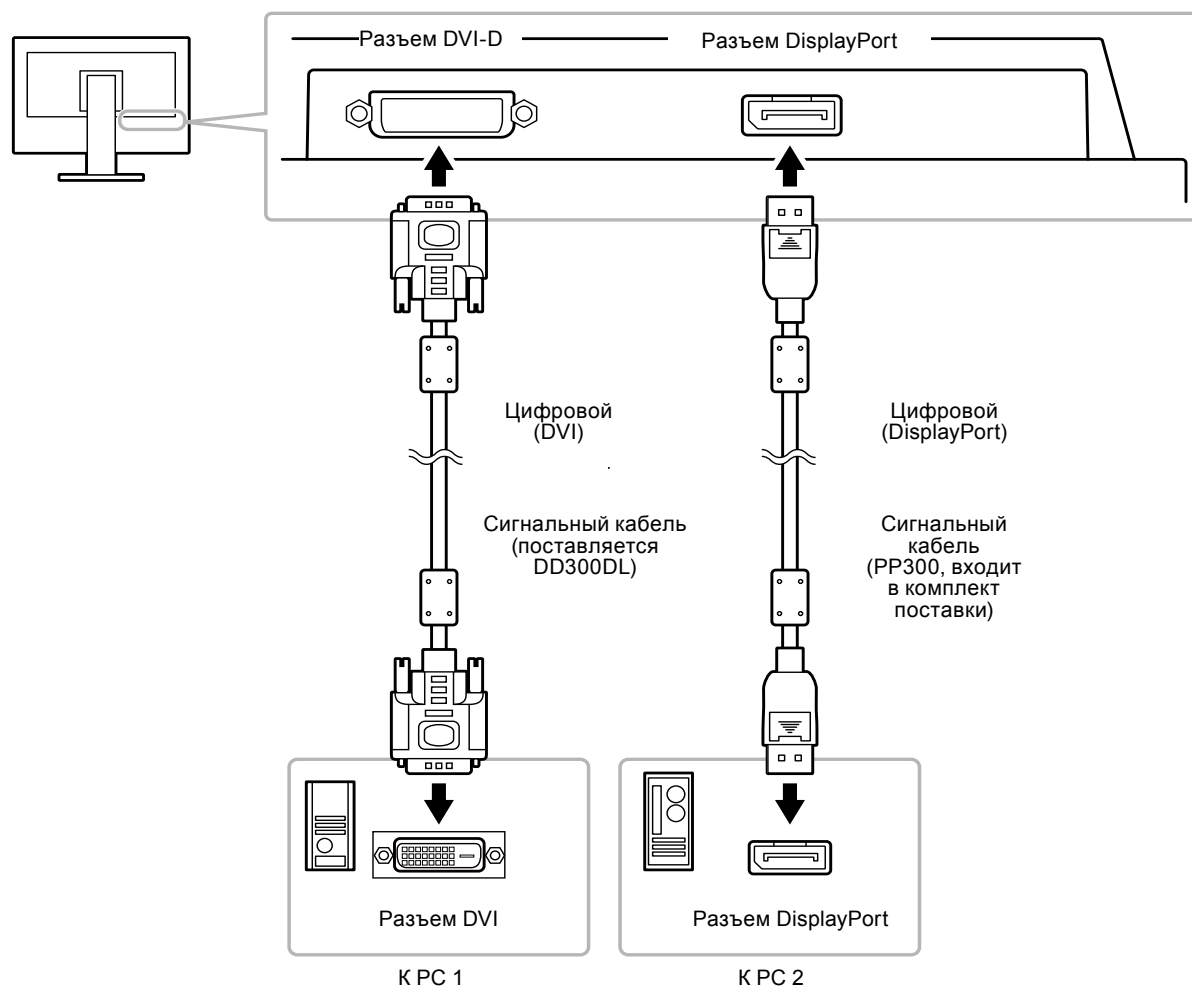 Разъем DVI-D
Разъем DisplayPort
Цифровой
(DVI)
Цифровой
(DisplayPort)
Сигнальный кабель
(поставляется
DD300DL)
Сигнальный
кабель
(PP300, входит
в комплект
поставки)
Разъем DVI
Разъем DisplayPort
К PC 1
К PC 2